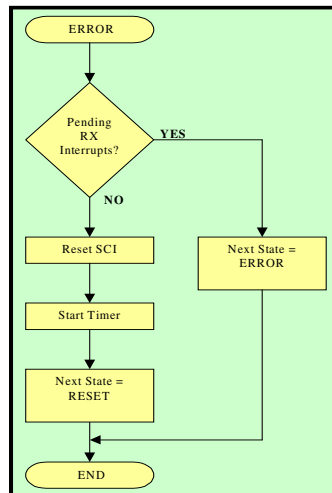 ERROR
Pending
RX
Interrupts?
YES
NO
Reset SCI
Next State =
ERROR
Start Timer
Next State =
RESET
END